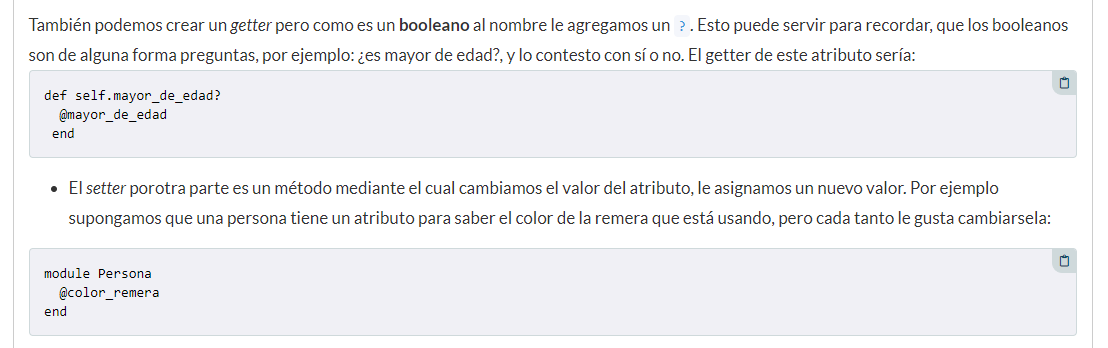 También podemos crear un getter pero como es un booleano al nombre le agregamos un ?. Esto puede servir para recordar, que los booleanos
son de alguna forma preguntas, por ejemplo: ¿es mayor de edad?, y lo contesto con sí o no. El getter de este atributo sería:
def self.mayor_de_edad?
@mayor_de_edad
end
• El setter porotra parte es un método mediante el cual cambiamos el valor del atributo, le asignamos un nuevo valor. Por ejemplo
supongamos que una persona tiene un atributo para saber el color de la remera que está usando, pero cada tanto le gusta cambiarsela:
module Persona
@color_remera
end